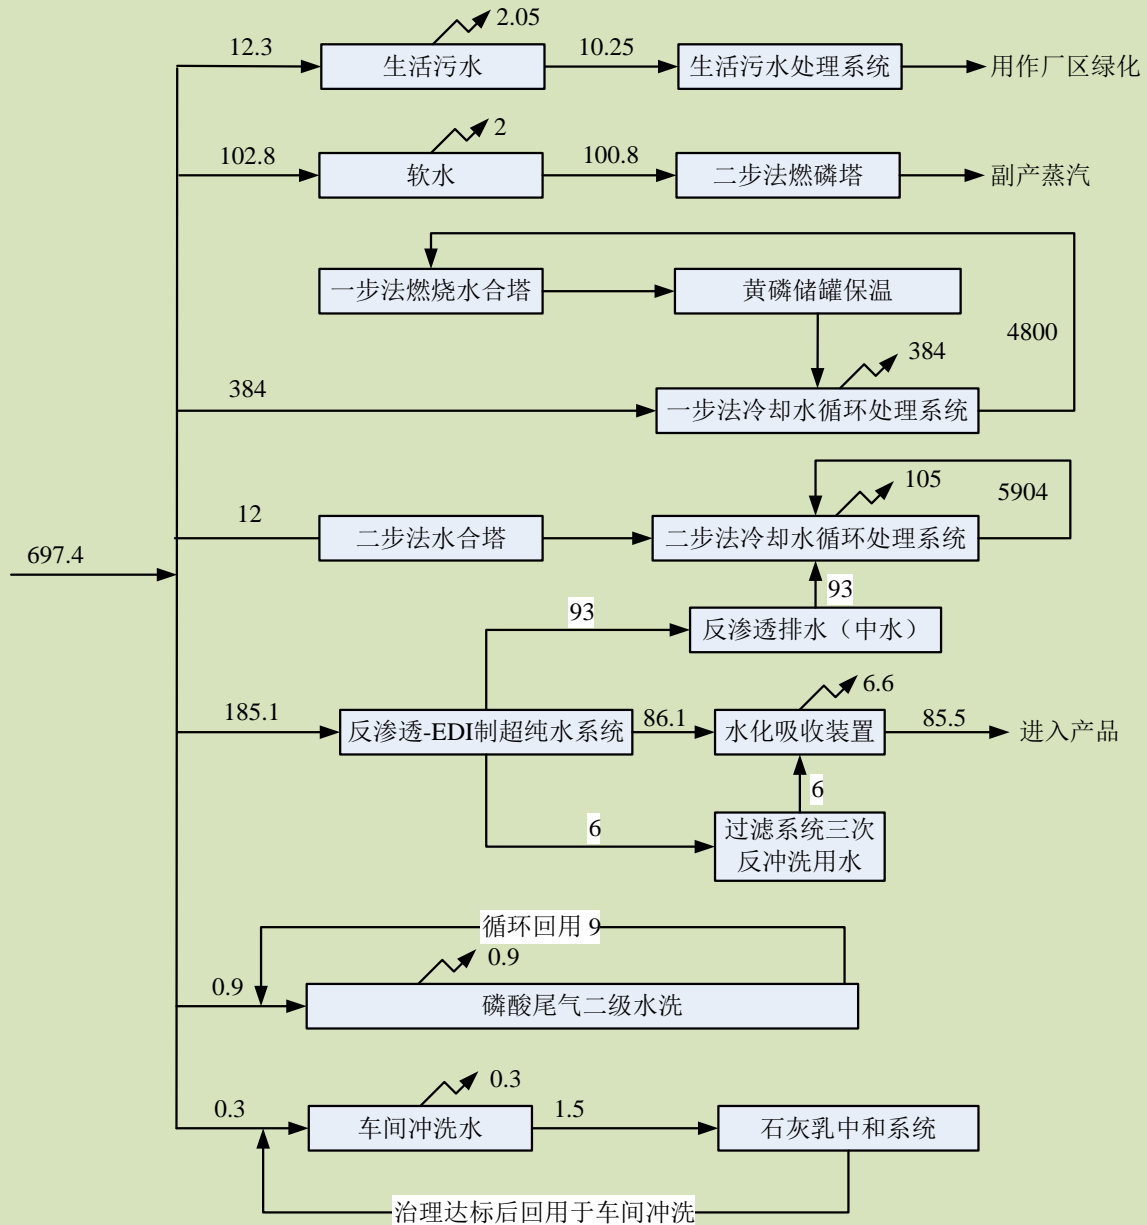 2.05
12.3
生活污水
10.25
生活污水处理系统
用作厂区绿化
2
102.8
软水
100.8
二步法燃磷塔
副产蒸汽
一步法燃烧水合塔
黄磷储罐保温
4800
384
384
一步法冷却水循环处理系统
105
5904
12
二步法水合塔
二步法冷却水循环处理系统
697.4
93
93
反渗透排水（中水）
6.6
185.1
反渗透-EDI制超纯水系统
86.1
水化吸收装置
85.5
进入产品
6
6
过滤系统三次
反冲洗用水
循环回用 9
0.9
0.9
磷酸尾气二级水洗
0.3
0.3
车间冲洗水
1.5
石灰乳中和系统
治理达标后回用于车间冲洗